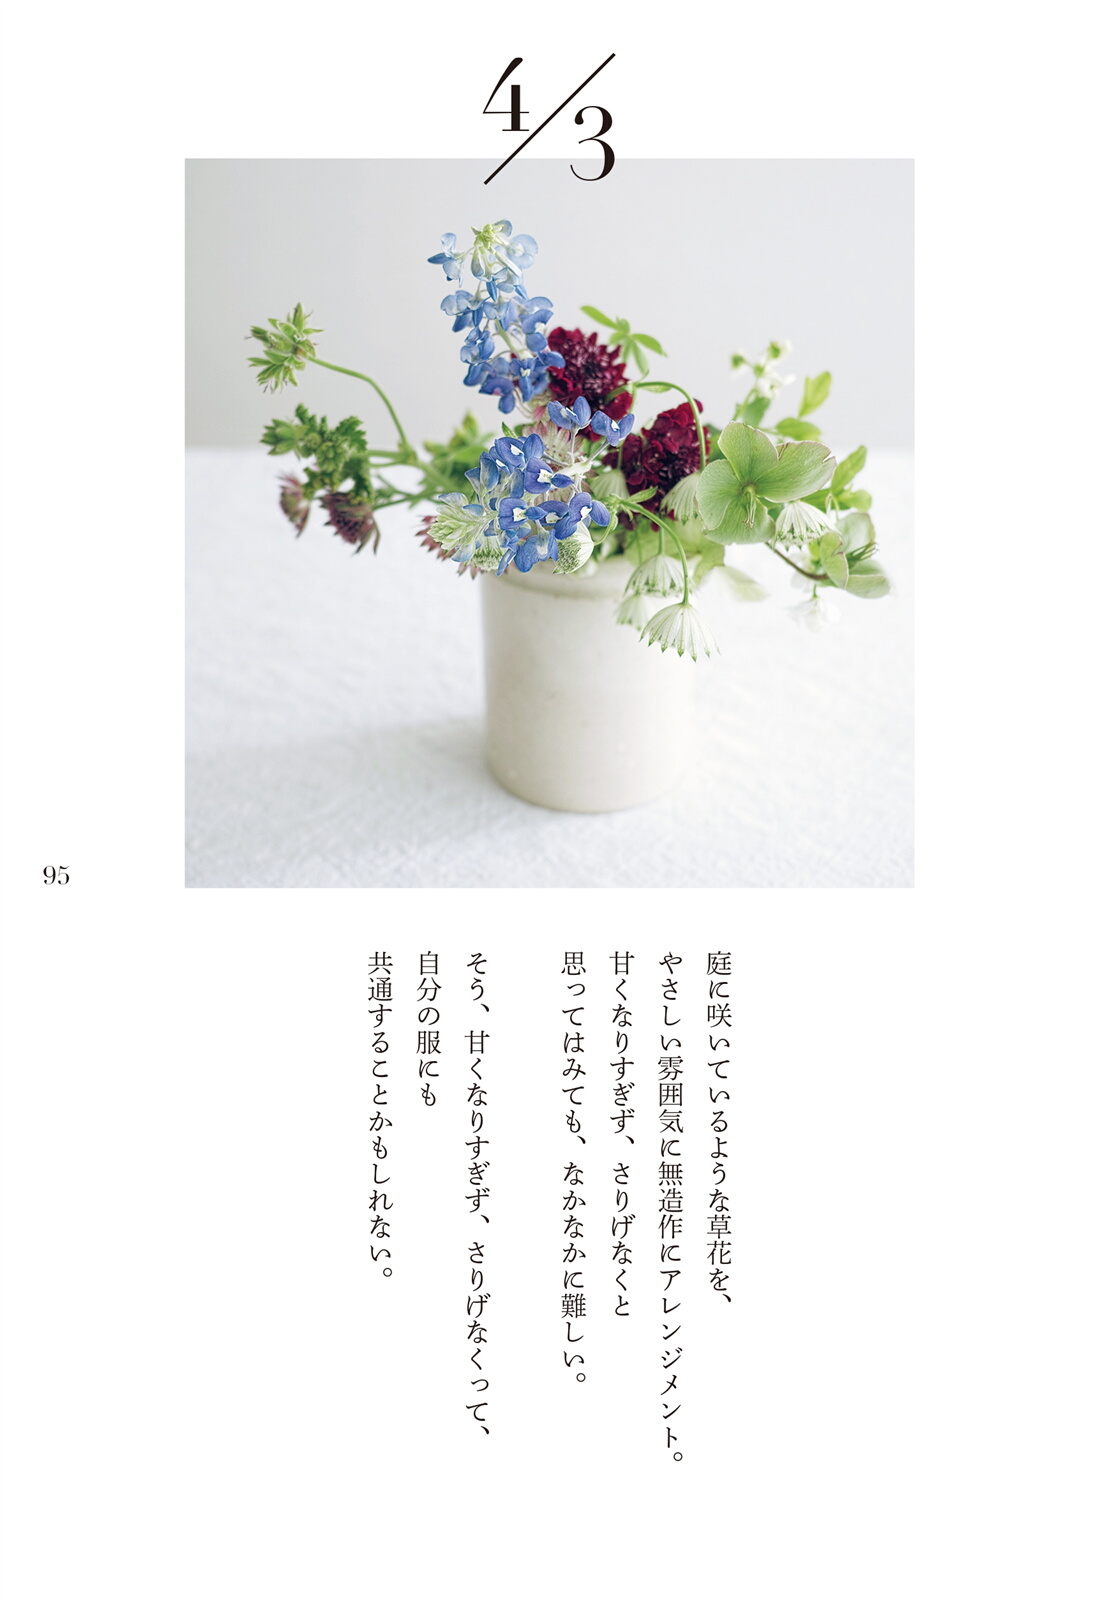 4/3
庭に咲いているような草花を、
やさしい雰囲気に無造作にアレンジメント。
甘くなりすぎず、さりげなくと
思ってはみても、なかなかに難しい。
そう、甘くなりすぎず、さりげなくって、
自分の服にも
共通することかもしれない。
95